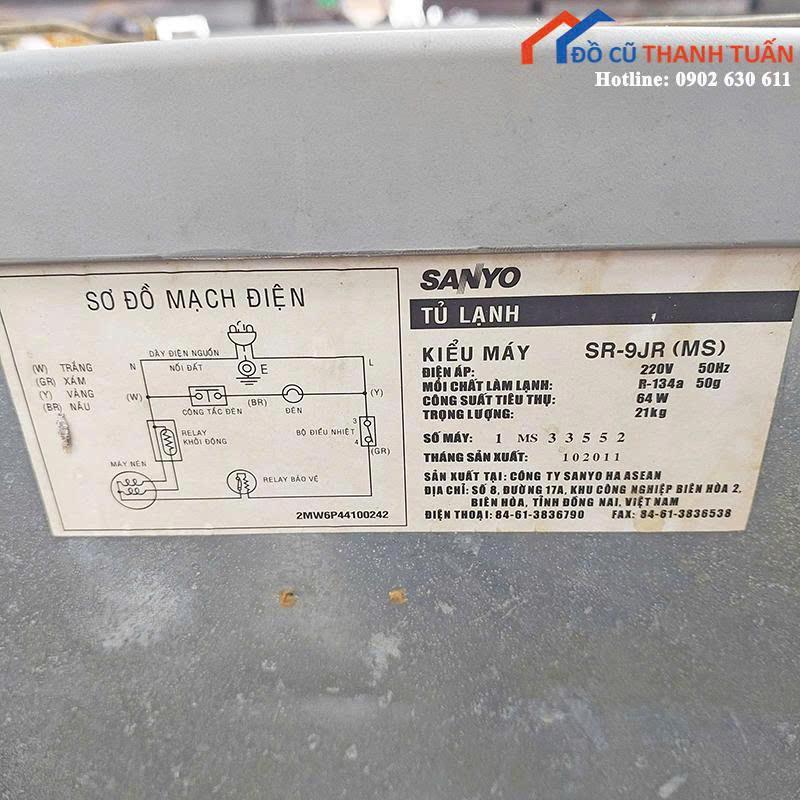 ĐỒ CŨ THANH TUẤN
Hotline: 0902 630 611
SƠ ĐỒ MẠCH ĐIỆN
(W) TRẮNG
(GR) XÁM
(Y) VÀNG
(BR) NÂU
N
DÂY ĐIỆN NGUỒN
L
NỐI ĐẤT
E
(W)
(BR)
(Y)
CÔNG TẮC ĐÈN
ĐÈN
RELAY
KHỞI ĐỘNG
BỘ ĐIỀU NHIỆT
3
4
(GR)
MÁY NÉN
RELAY BẢO VỆ
2MW6P44100242
SANYO
TỦ LẠNH
KIỂU MÁY SR-9JR (MS)
ĐIỆN ÁP: 220V 50Hz
MÔI CHẤT LÀM LẠNH: R-134a 50g
CÔNG SUẤT TIÊU THỤ: 64W
TRỌNG LƯỢNG: 21kg
SỐ MÁY: 1 MS 33552
THÁNG SẢN XUẤT: 102011
SẢN XUẤT TẠI: CÔNG TY SANYO HA ASEAN
ĐỊA CHỈ: SỐ 8, ĐƯỜNG 17A, KHU CÔNG NGHIỆP BIÊN HÒA 2,
BIÊN HÒA, TỈNH ĐỒNG NAI, VIỆT NAM
ĐIỆN THOẠI: 84-61-3836790 FAX: 84-61-3836538